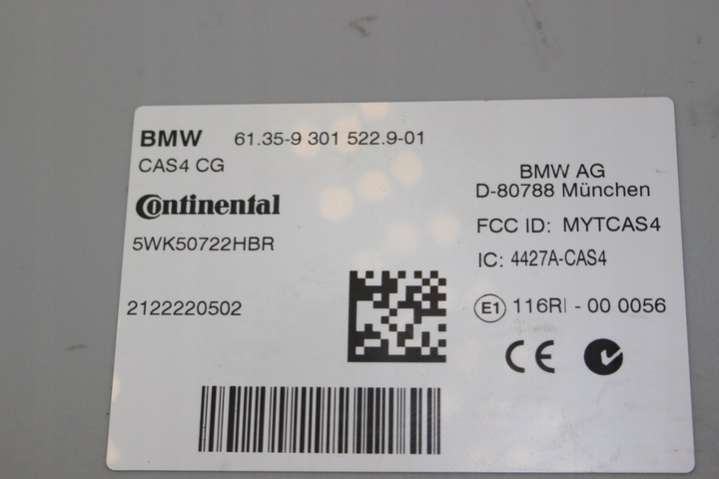 BMW 61.35-9 301 522.9-01
CAS4 CG
Continental
5WK50722HBR
2122220502
BMW AG
D-80788 München
FCC ID: MYTCAS4
IC: 4427A-CAS4
E1 116RI - 00 0056
CE